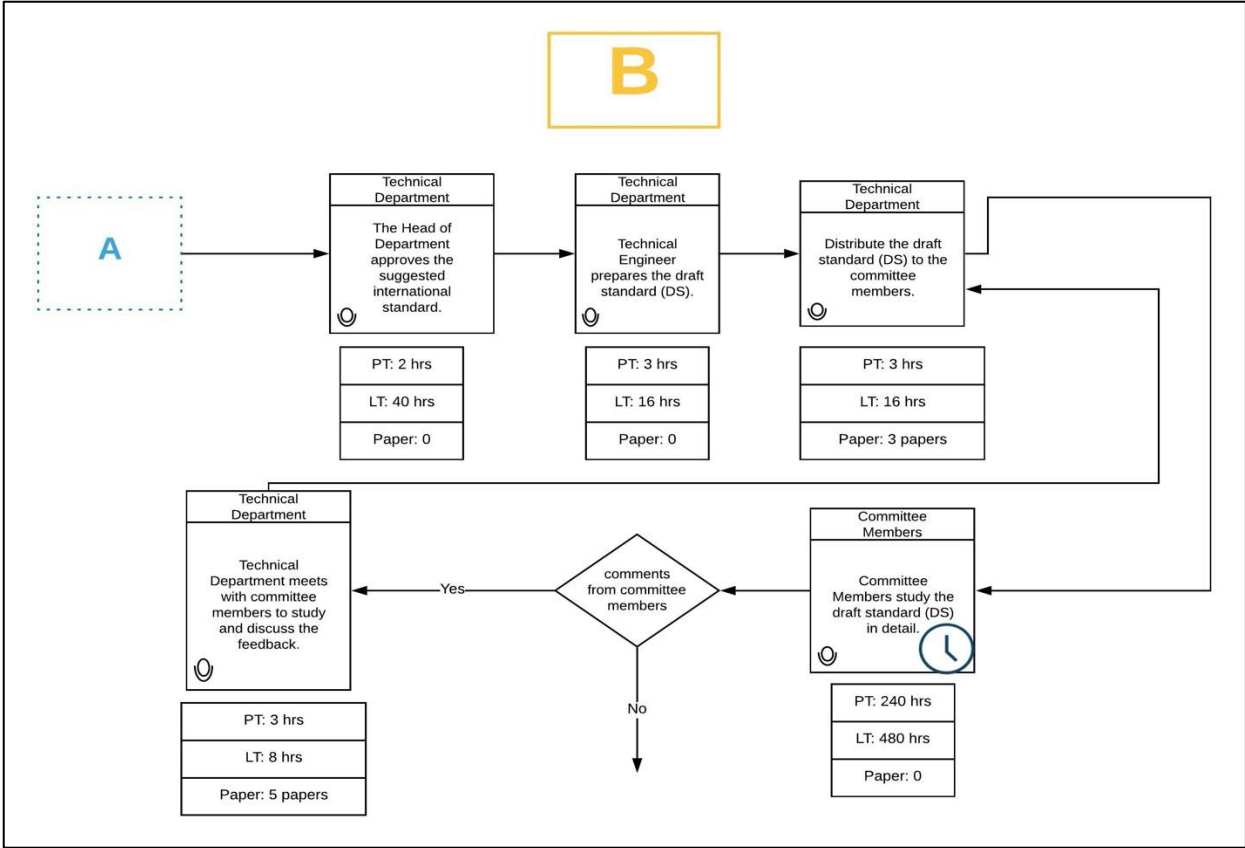 B
A
Technical
Department
The Head of
Department
approves the
suggested
international
standard.
PT: 2 hrs
LT: 40 hrs
Paper: 0
Technical
Department
Technical
Engineer
prepares the draft
standard (DS).
PT: 3 hrs
LT: 16 hrs
Paper: 0
Technical
Department
Distribute the draft
standard (DS) to the
committee
members.
PT: 3 hrs
LT: 16 hrs
Paper: 3 papers
Committee
Members
Committee
Members study the
draft standard (DS)
in detail.
PT: 240 hrs
LT: 480 hrs
Paper: 0
comments
from committee
members
Yes
No
Technical
Department
Technical
Department meets
with committee
members to study
and discuss the
feedback.
PT: 3 hrs
LT: 8 hrs
Paper: 5 papers